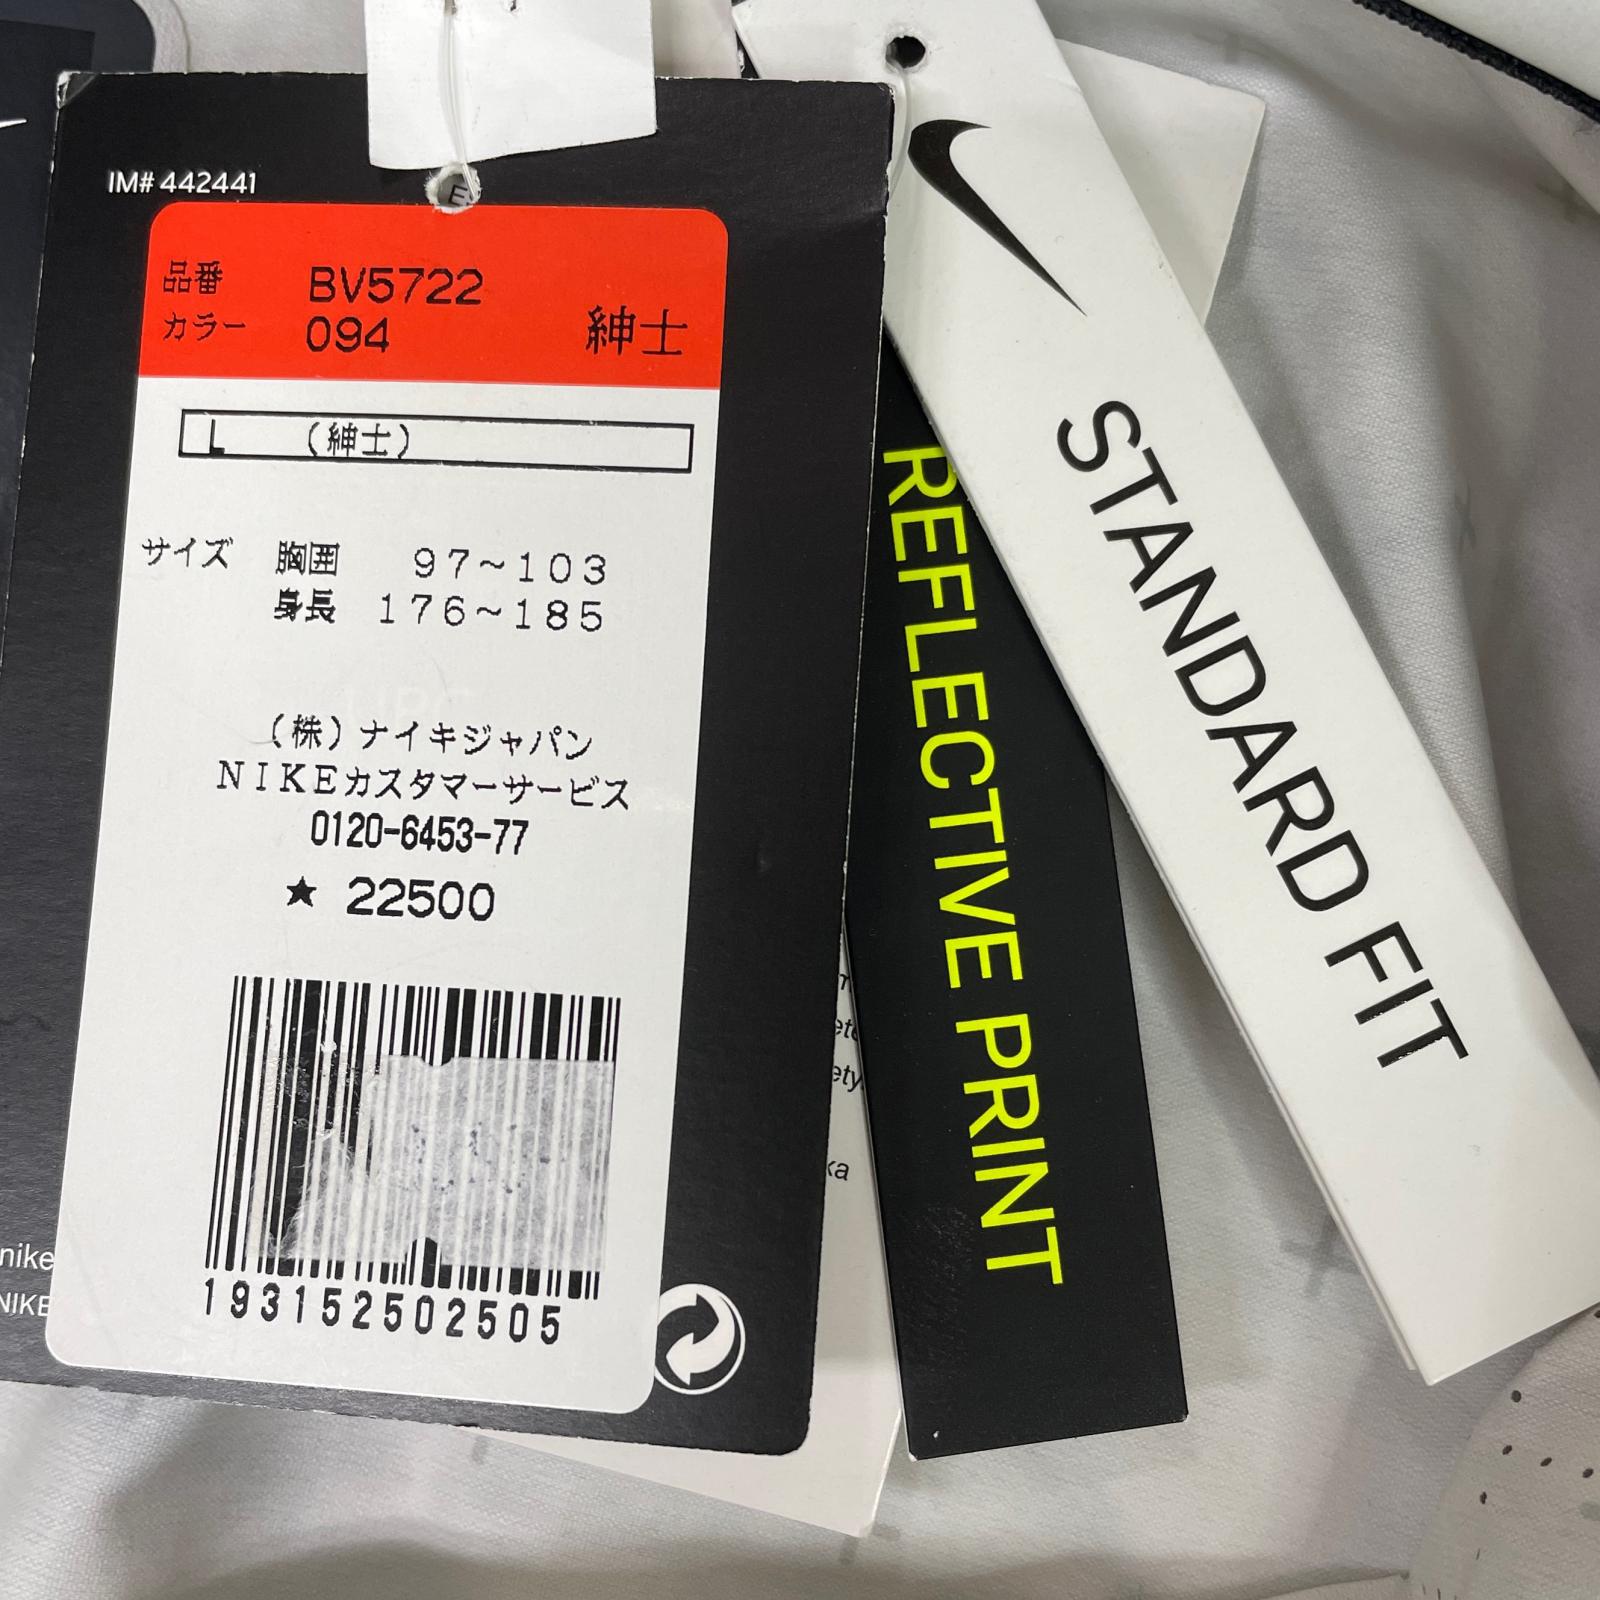 IM# 442441
品番 BV5722
カラー 094 紳士
L (紳士)
サイズ 胸囲 97~103
身長 176~185
(株)ナイキジャパン
NIKEカスタマーサービス
0120-6453-77
★ 22500
193152502505
REFLECTIVE PRINT
STANDARD FIT
nike
NIKE